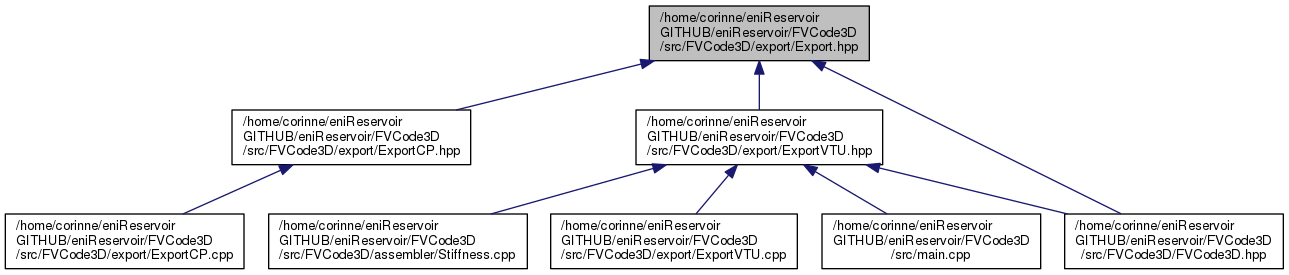 /home/corinne/eniReservoir
GITHUB/eniReservoir/FVCode3D
/src/FVCode3D/export/Export.hpp
/home/corinne/eniReservoir
GITHUB/eniReservoir/FVCode3D
/src/FVCode3D/export/ExportCP.hpp
/home/corinne/eniReservoir
GITHUB/eniReservoir/FVCode3D
/src/FVCode3D/export/ExportVTU.hpp
/home/corinne/eniReservoir
GITHUB/eniReservoir/FVCode3D
/src/FVCode3D/export/ExportCP.cpp
/home/corinne/eniReservoir
GITHUB/eniReservoir/FVCode3D
/src/FVCode3D/assembler/Stiffness.cpp
/home/corinne/eniReservoir
GITHUB/eniReservoir/FVCode3D
/src/FVCode3D/export/ExportVTU.cpp
/home/corinne/eniReservoir
GITHUB/eniReservoir/FVCode3D
/src/main.cpp
/home/corinne/eniReservoir
GITHUB/eniReservoir/FVCode3D
/src/FVCode3D/FVCode3D.hpp